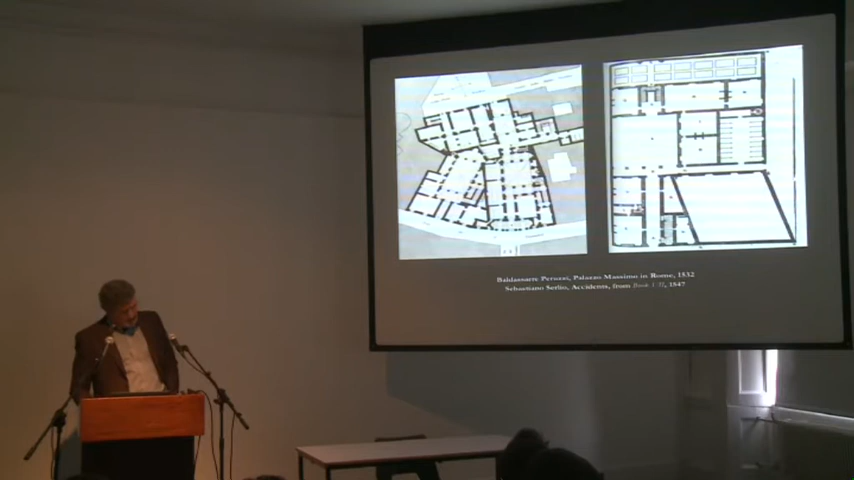 Baldassarre Peruzzi, Palazzo Massimo in Rome, 1532
Sebastiano Serlio, Accidents, from Book VII, 1547